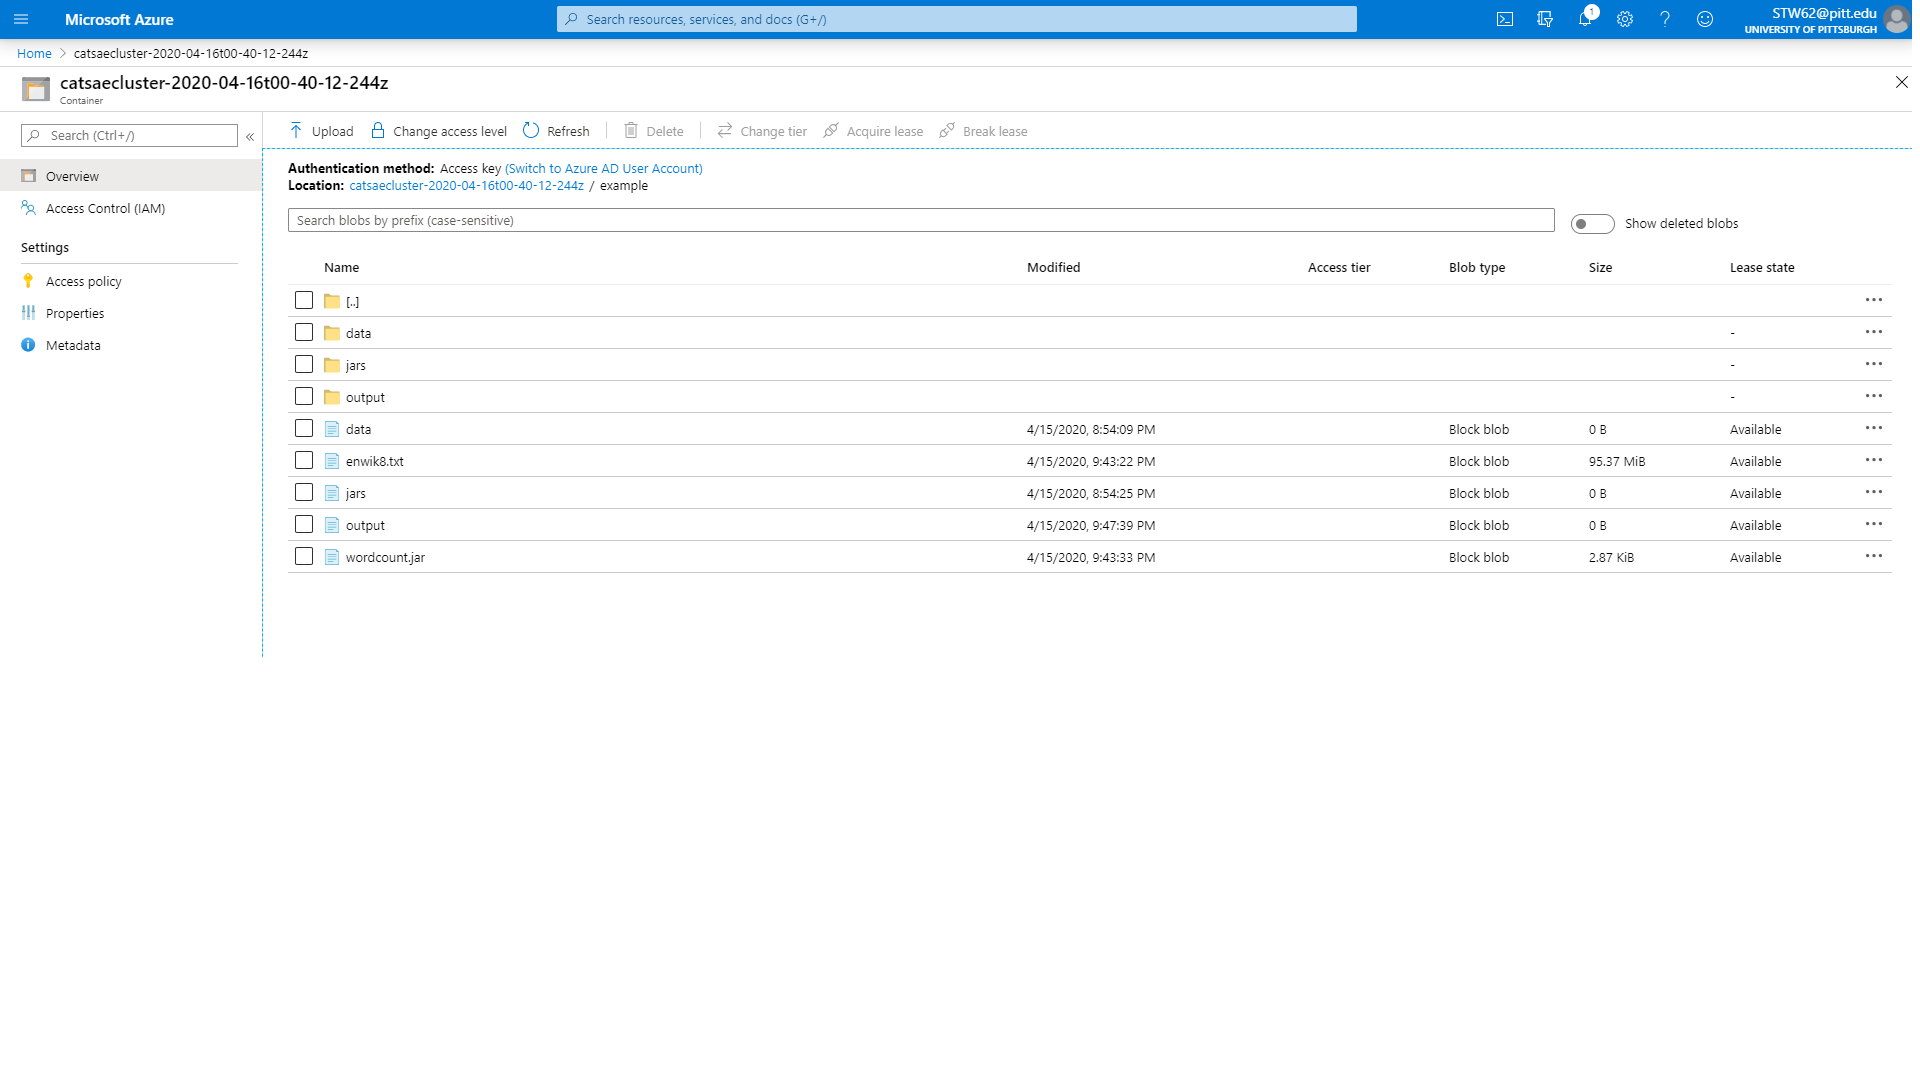 Microsoft Azure
Search resources, services, and docs (G+/)
1
STW62@pitt.edu
UNIVERSITY OF PITTSBURGH
Home > catsaecluster-2020-04-16t00-40-12-244z
catsaecluster-2020-04-16t00-40-12-244z
Container
Search (Ctrl+/)
«
Upload Change access level Refresh Delete Change tier Acquire lease Break lease
Overview
Access Control (IAM)
Settings
Access policy
Properties
Metadata
Authentication method: Access key (Switch to Azure AD User Account)
Location: catsaecluster-2020-04-16t00-40-12-244z / example
Search blobs by prefix (case-sensitive)
Show deleted blobs
Name Modified Access tier Blob type Size Lease state
[..]
data -
jars -
output -
data 4/15/2020, 8:54:09 PM Block blob 0 B Available
enwik8.txt 4/15/2020, 9:43:22 PM Block blob 95.37 MiB Available
jars 4/15/2020, 8:54:25 PM Block blob 0 B Available
output 4/15/2020, 9:47:39 PM Block blob 0 B Available
wordcount.jar 4/15/2020, 9:43:33 PM Block blob 2.87 KiB Available